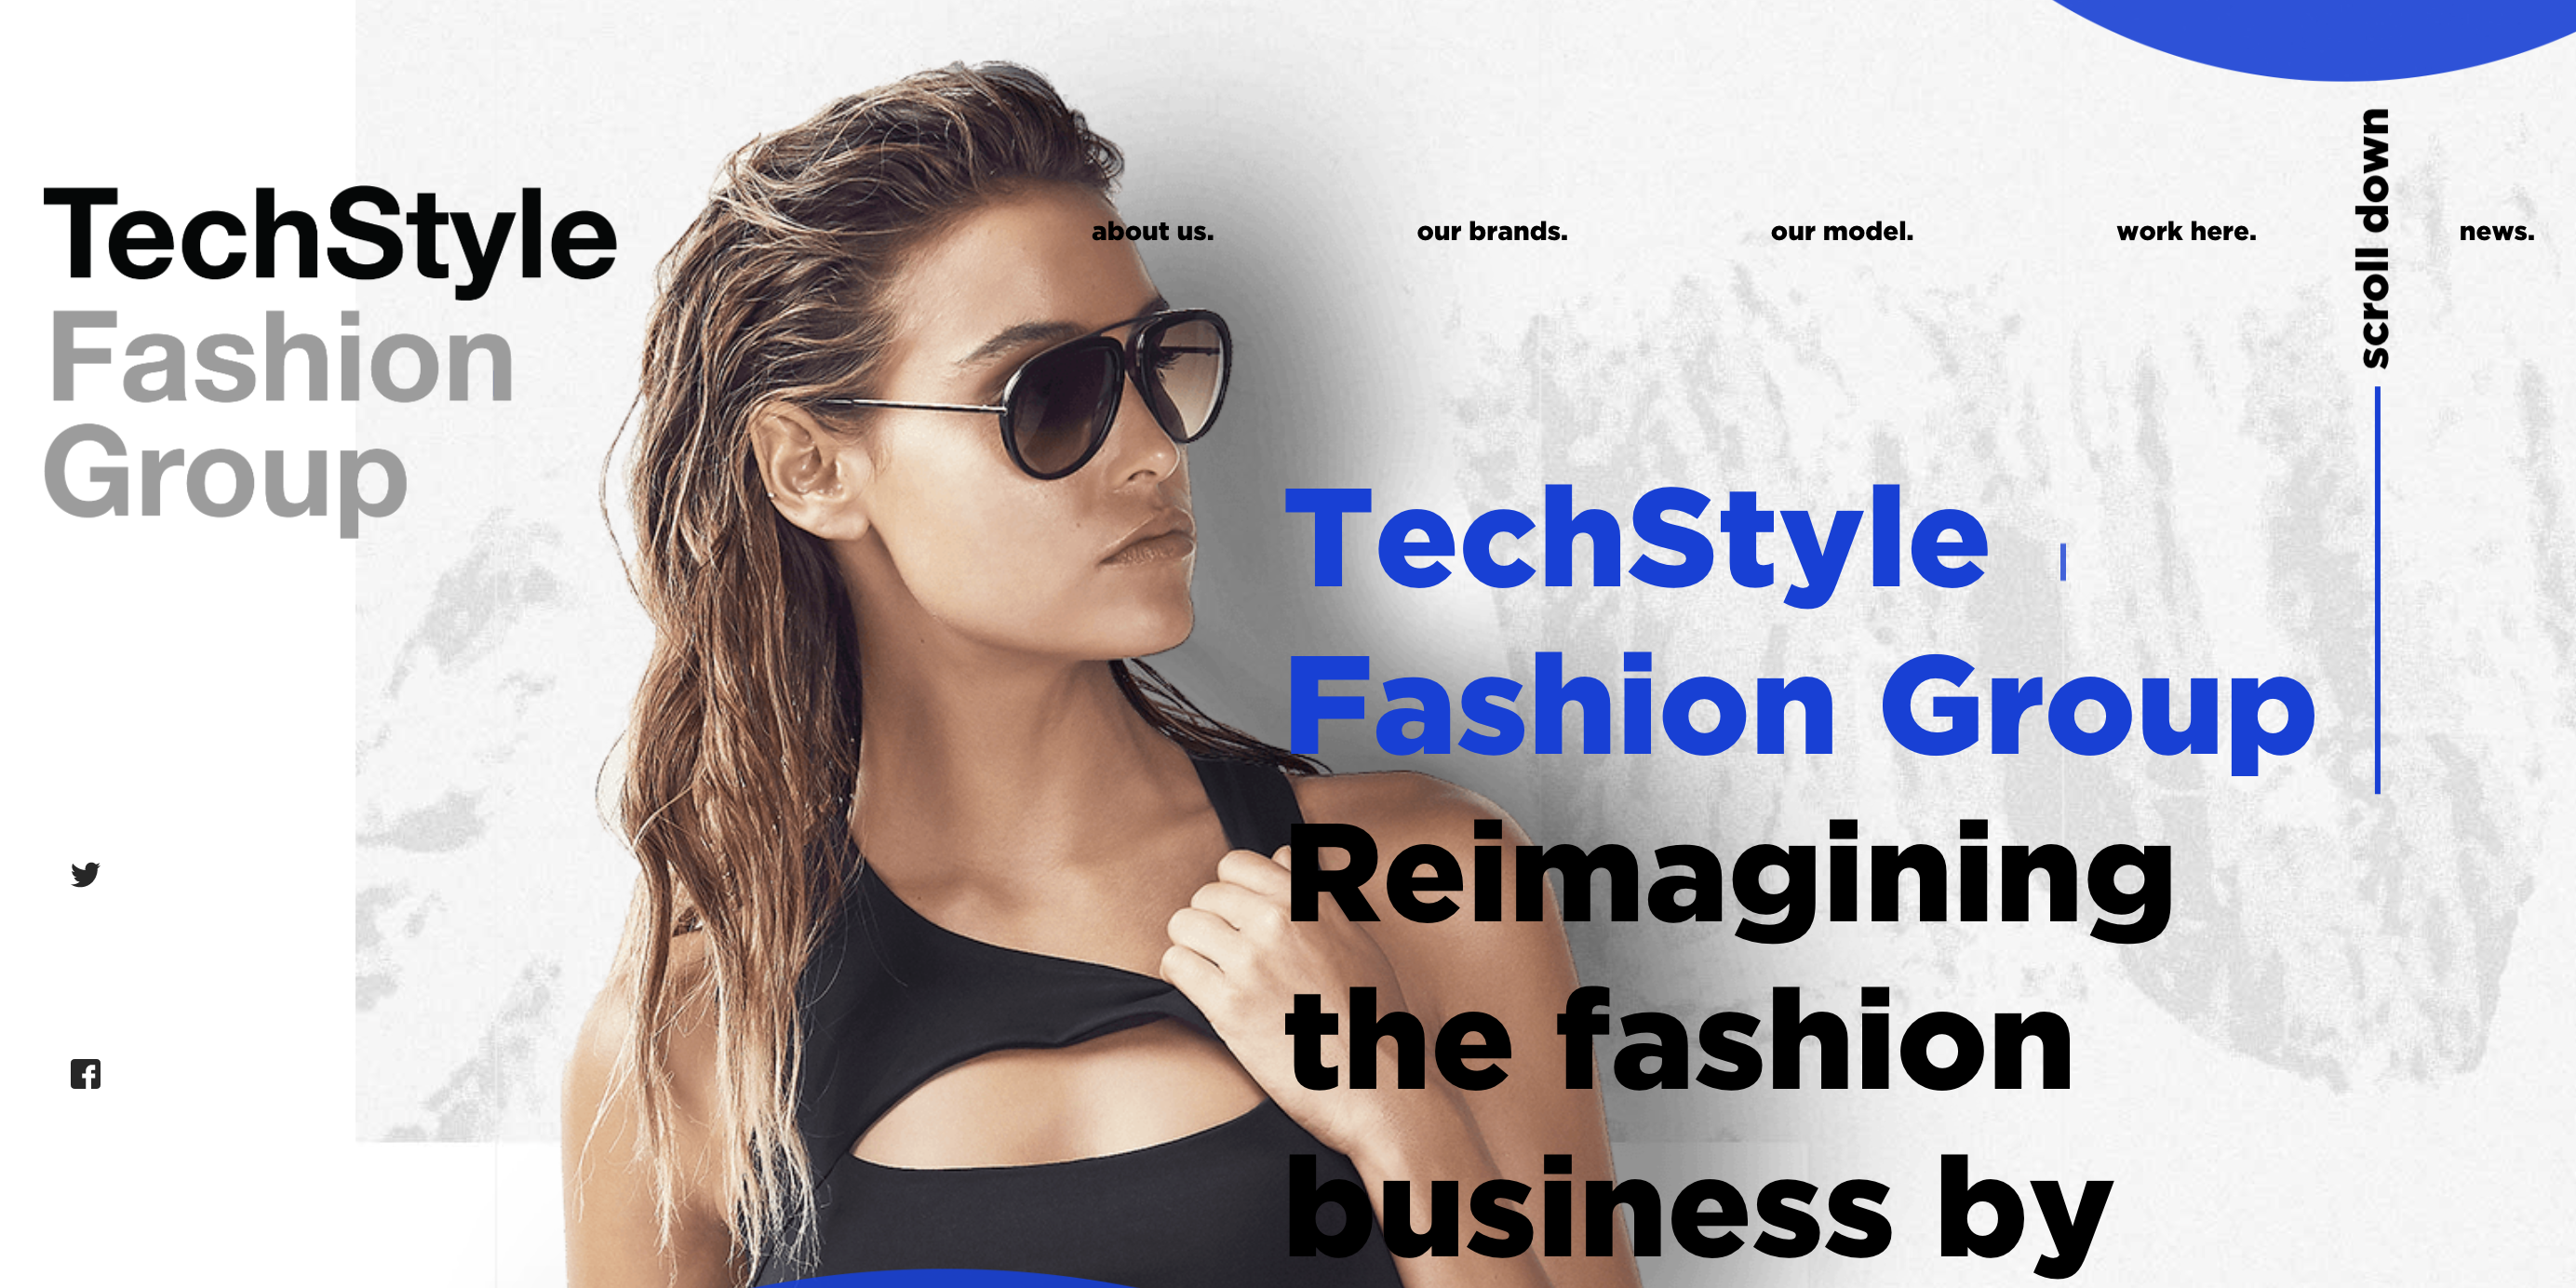 TechStyle
Fashion
Group
about us.
our brands.
our model.
work here.
news.
scroll down
TechStyle
Fashion Group
Reimagining
the fashion
business by